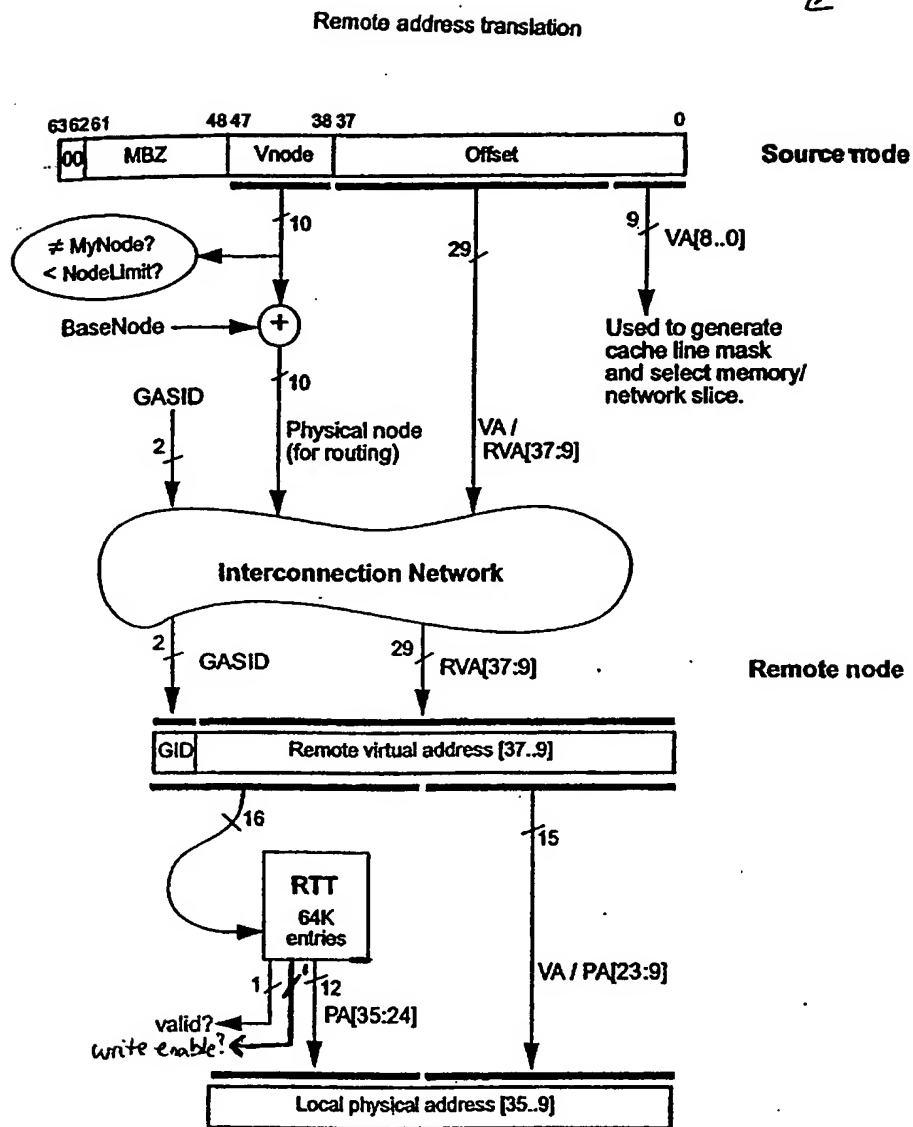 Remote address translation
63 62 61 48 47 38 37 0
00 MBZ Vnode Offset
Source node
10
29
9
VA[8..0]
≠ MyNode?
< NodeLimit?
BaseNode
+
Used to generate
cache line mask
and select memory/
network slice.
10
GASID
2
Physical node
(for routing)
VA /
RVA[37:9]
Interconnection Network
2
GASID
29
RVA[37:9]
Remote node
GID
Remote virtual address [37..9]
16
15
RTT
64K
entries
1
12
VA / PA[23:9]
PA[35:24]
valid?
write enable?
Local physical address [35..9]